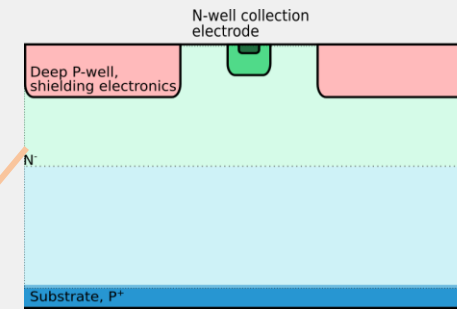 N-well collection
electrode
Deep P-well,
shielding electronics
N⁻
Substrate, P⁺